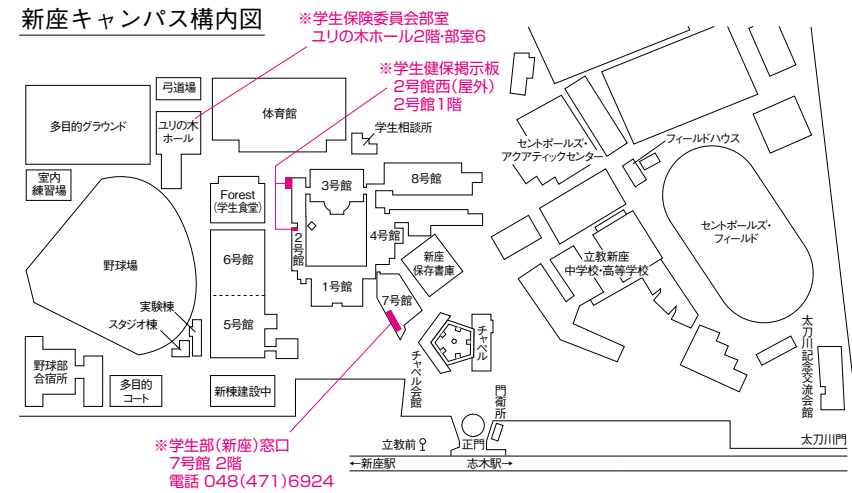 新座キャンパス構内図
※学生保険委員会部室
ユリの木ホール2階・部室6
※学生健保掲示板
2号館西(屋外)
2号館1階
弓道場
多目的グラウンド
ユリの木
ホール
体育館
学生相談所
セントポールズ・
アクアティックセンター
フィールドハウス
室内
練習場
Forest
(学生食堂)
3号館
8号館
2号館
4号館
セントポールズ・
フィールド
野球場
6号館
新座
保存書庫
立教新座
中学校・高等学校
1号館
7号館
実験棟
スタジオ棟
5号館
チャペル
チャペル会館
太刀川記念交流会館
野球部
合宿所
多目的
コート
新棟建設中
門衛所
※学生部(新座)窓口
7号館 2階
電話 048(471)6924
立教前
正門
太刀川門
←新座駅
志木駅→